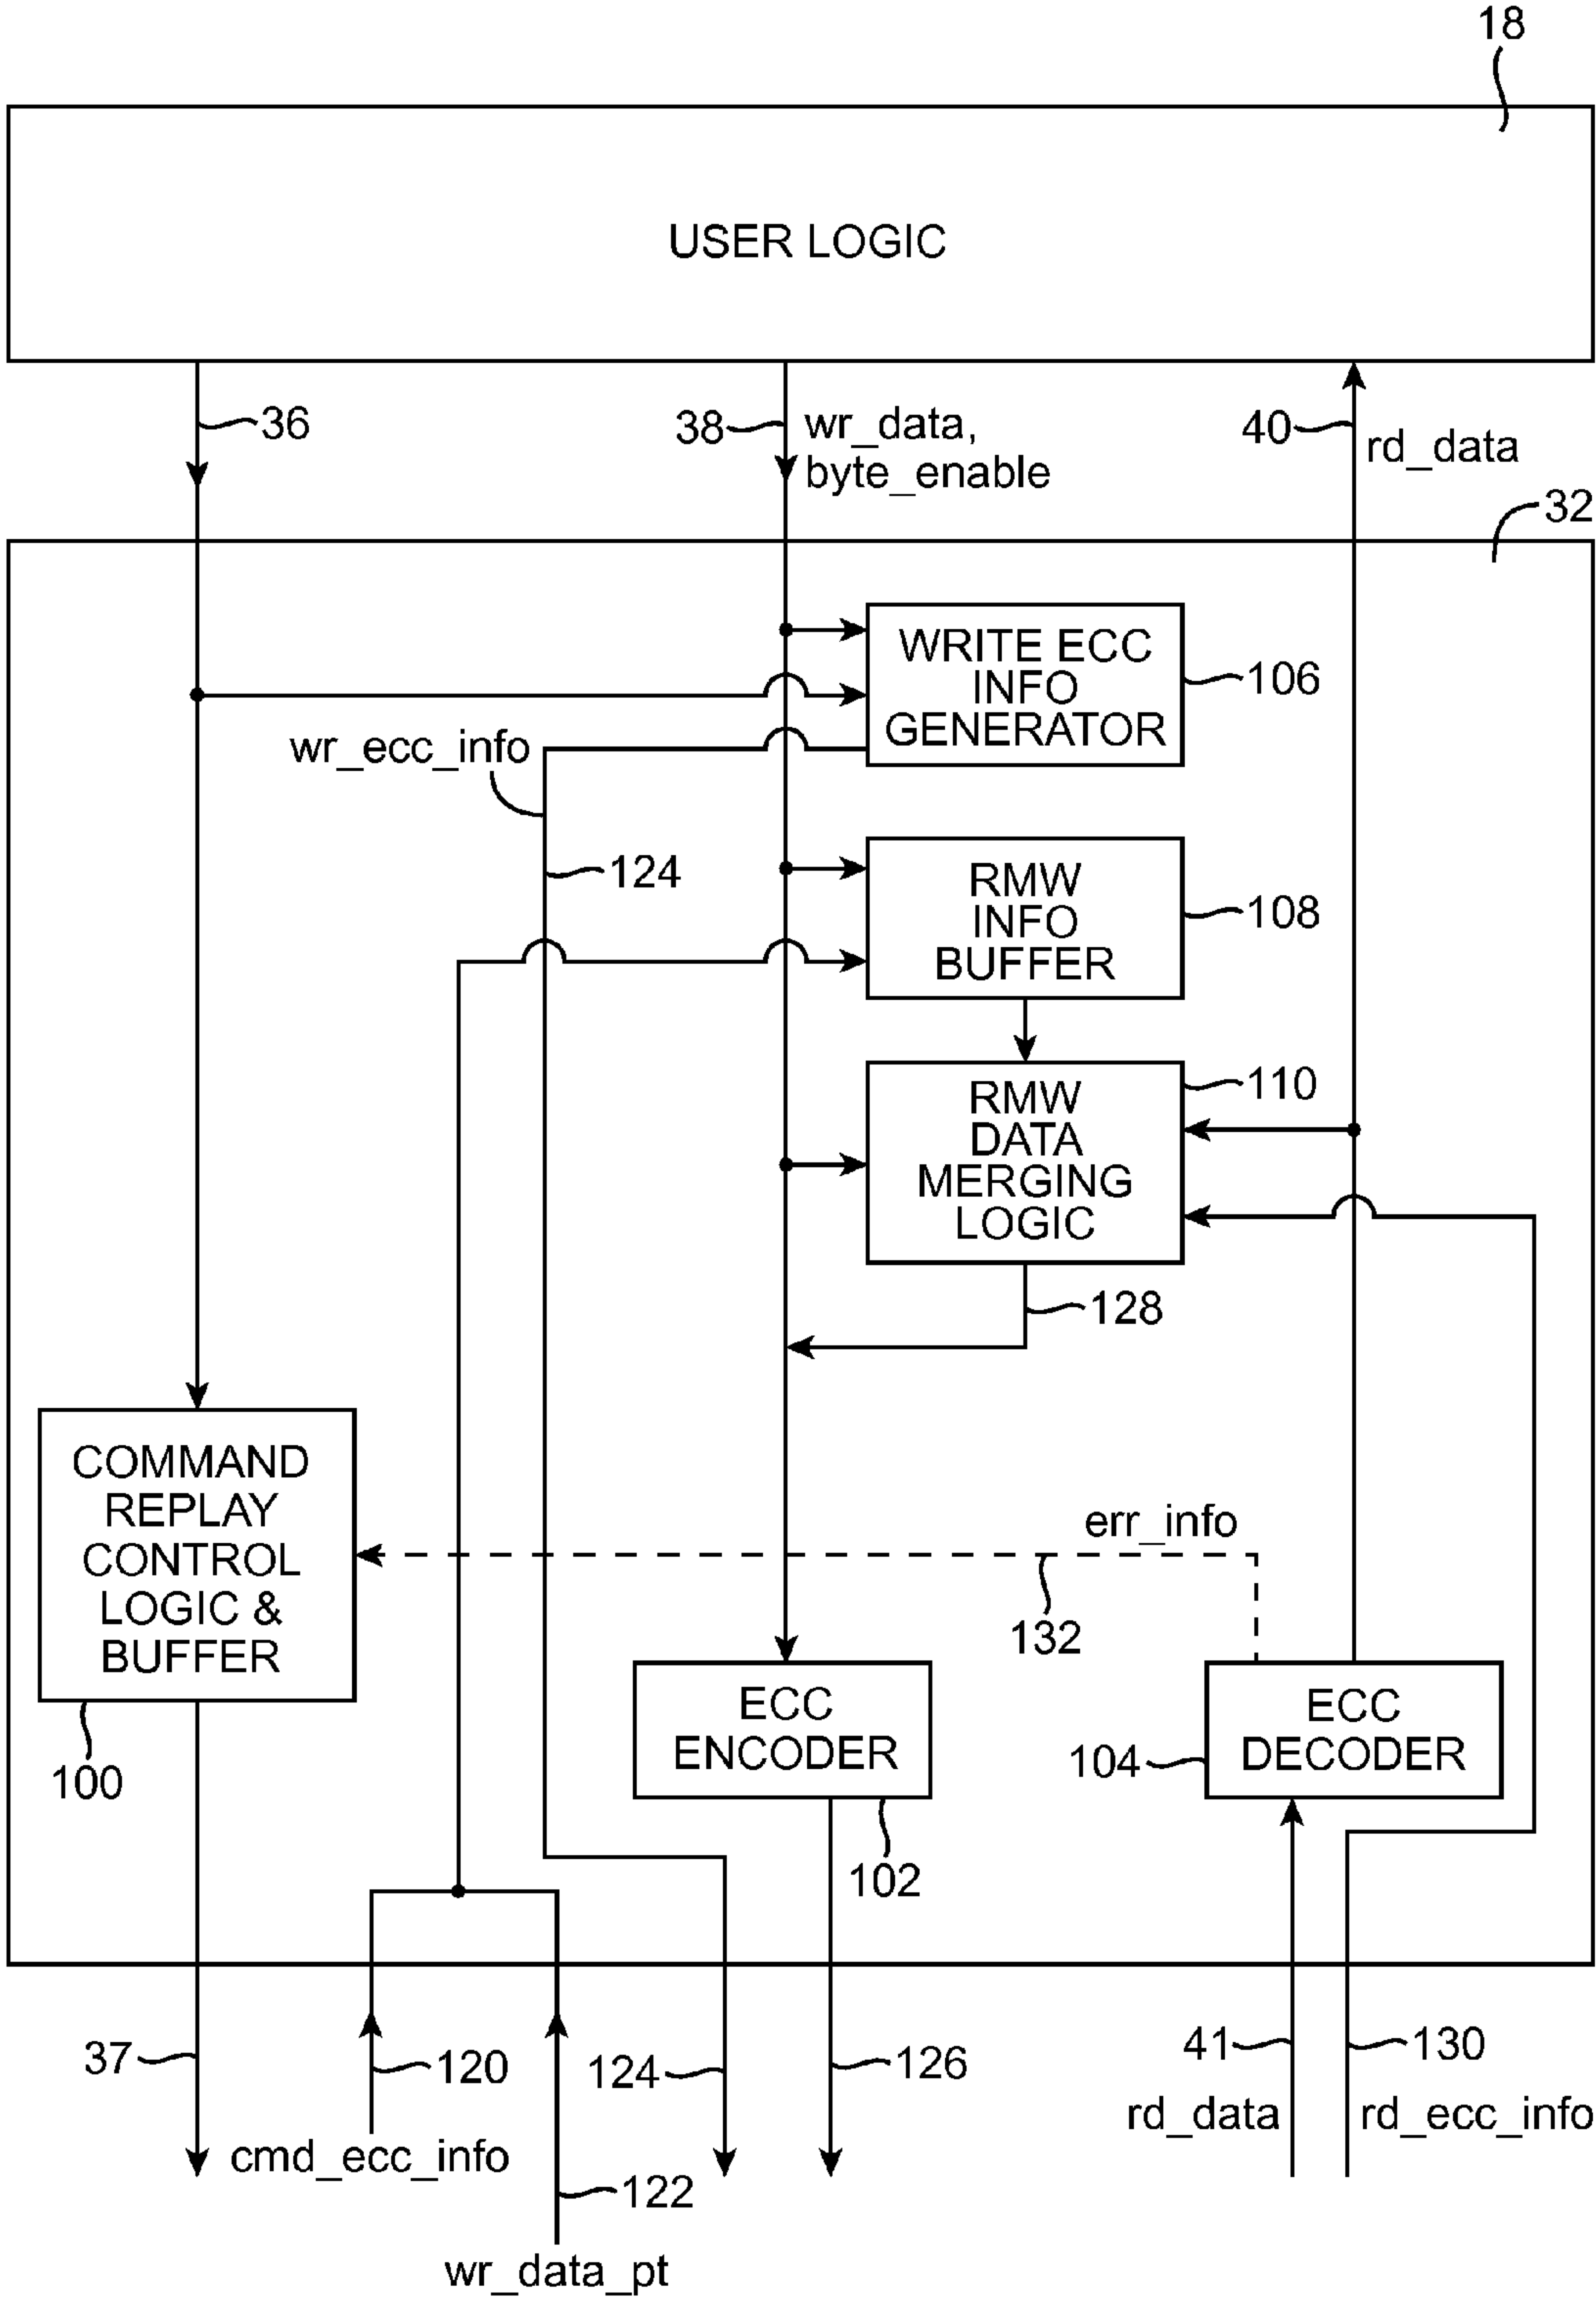 18
USER LOGIC
36
38
wr_data,
byte_enable
40
rd_data
32
WRITE ECC
INFO
GENERATOR
106
wr_ecc_info
124
RMW
INFO
BUFFER
108
RMW
DATA
MERGING
LOGIC
110
128
COMMAND
REPLAY
CONTROL
LOGIC &
BUFFER
100
err_info
132
ECC
ENCODER
102
ECC
DECODER
104
37
120
cmd_ecc_info
122
wr_data_pt
124
126
41
rd_data
130
rd_ecc_info